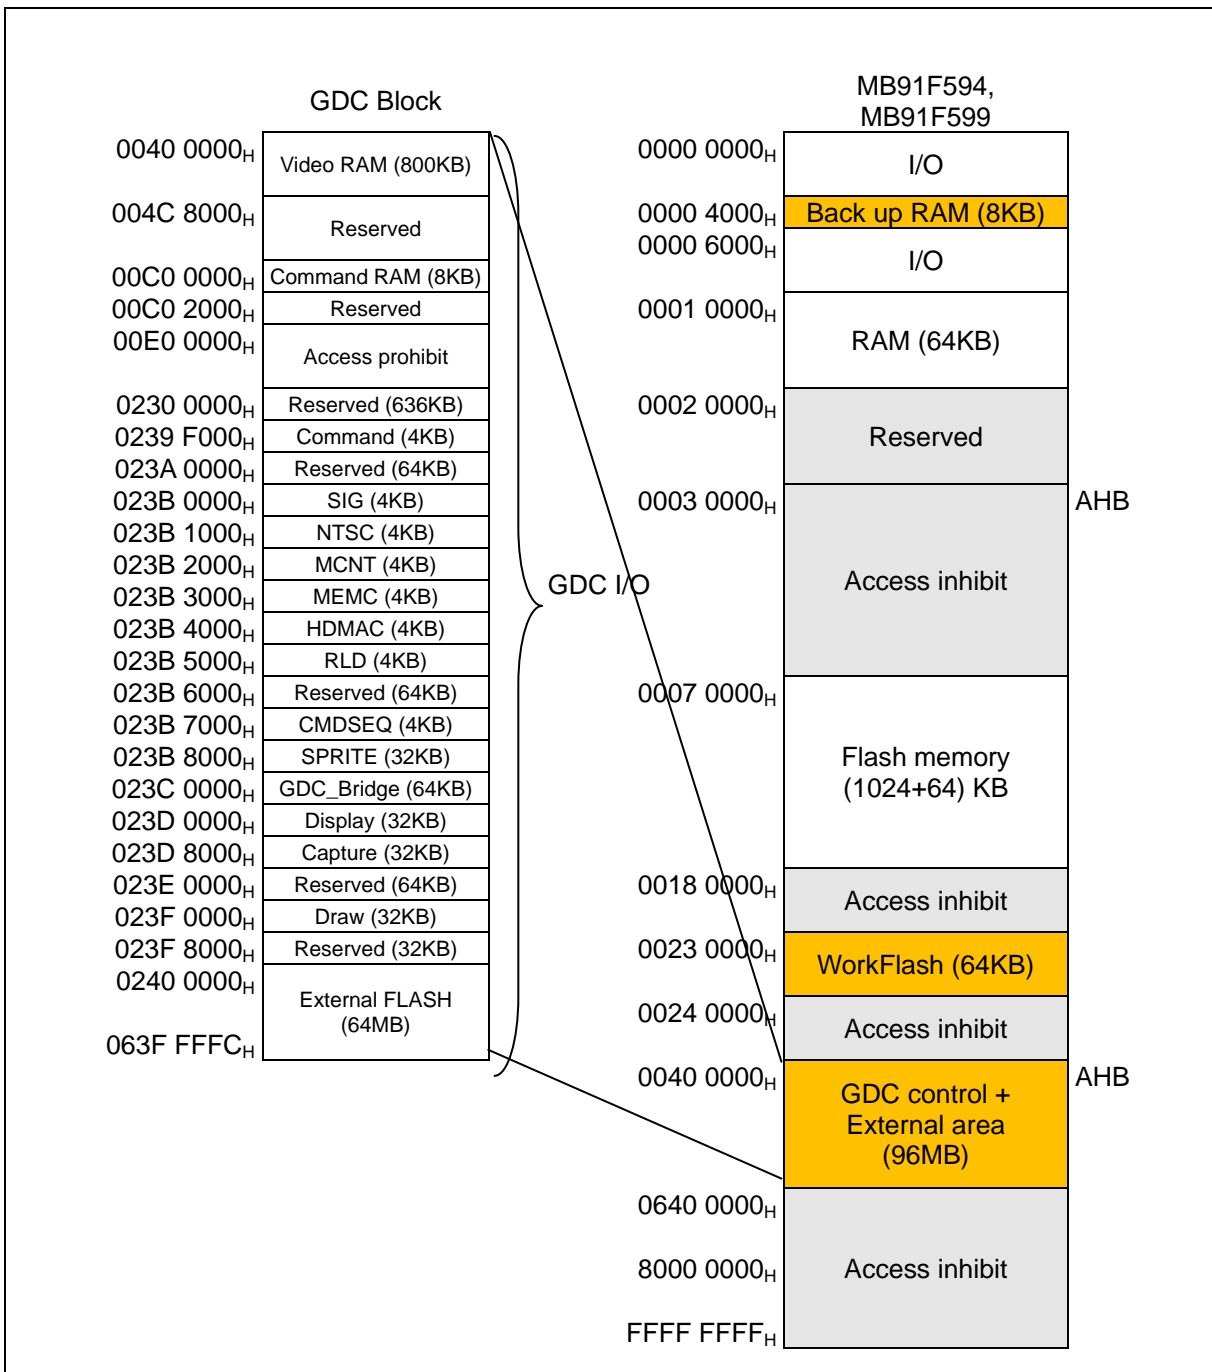 GDC Block
0040 0000H
Video RAM (800KB)
004C 8000H
Reserved
00C0 0000H
Command RAM (8KB)
00C0 2000H
Reserved
00E0 0000H
Access prohibit
0230 0000H
Reserved (636KB)
0239 F000H
Command (4KB)
023A 0000H
Reserved (64KB)
023B 0000H
SIG (4KB)
023B 1000H
NTSC (4KB)
023B 2000H
MCNT (4KB)
023B 3000H
MEMC (4KB)
023B 4000H
HDMAC (4KB)
023B 5000H
RLD (4KB)
023B 6000H
Reserved (64KB)
023B 7000H
CMDSEQ (4KB)
023B 8000H
SPRITE (32KB)
023C 0000H
GDC_Bridge (64KB)
023D 0000H
Display (32KB)
023D 8000H
Capture (32KB)
023E 0000H
Reserved (64KB)
023F 0000H
Draw (32KB)
023F 8000H
Reserved (32KB)
0240 0000H
External FLASH
(64MB)
063F FFFCH
GDC I/O
MB91F594,
MB91F599
0000 0000H
I/O
0000 4000H
Back up RAM (8KB)
0000 6000H
I/O
0001 0000H
RAM (64KB)
0002 0000H
Reserved
0003 0000H
AHB
Access inhibit
0007 0000H
Flash memory
(1024+64) KB
0018 0000H
Access inhibit
0023 0000H
WorkFlash (64KB)
0024 0000H
Access inhibit
0040 0000H
AHB
GDC control +
External area
(96MB)
0640 0000H
8000 0000H
Access inhibit
FFFF FFFFH